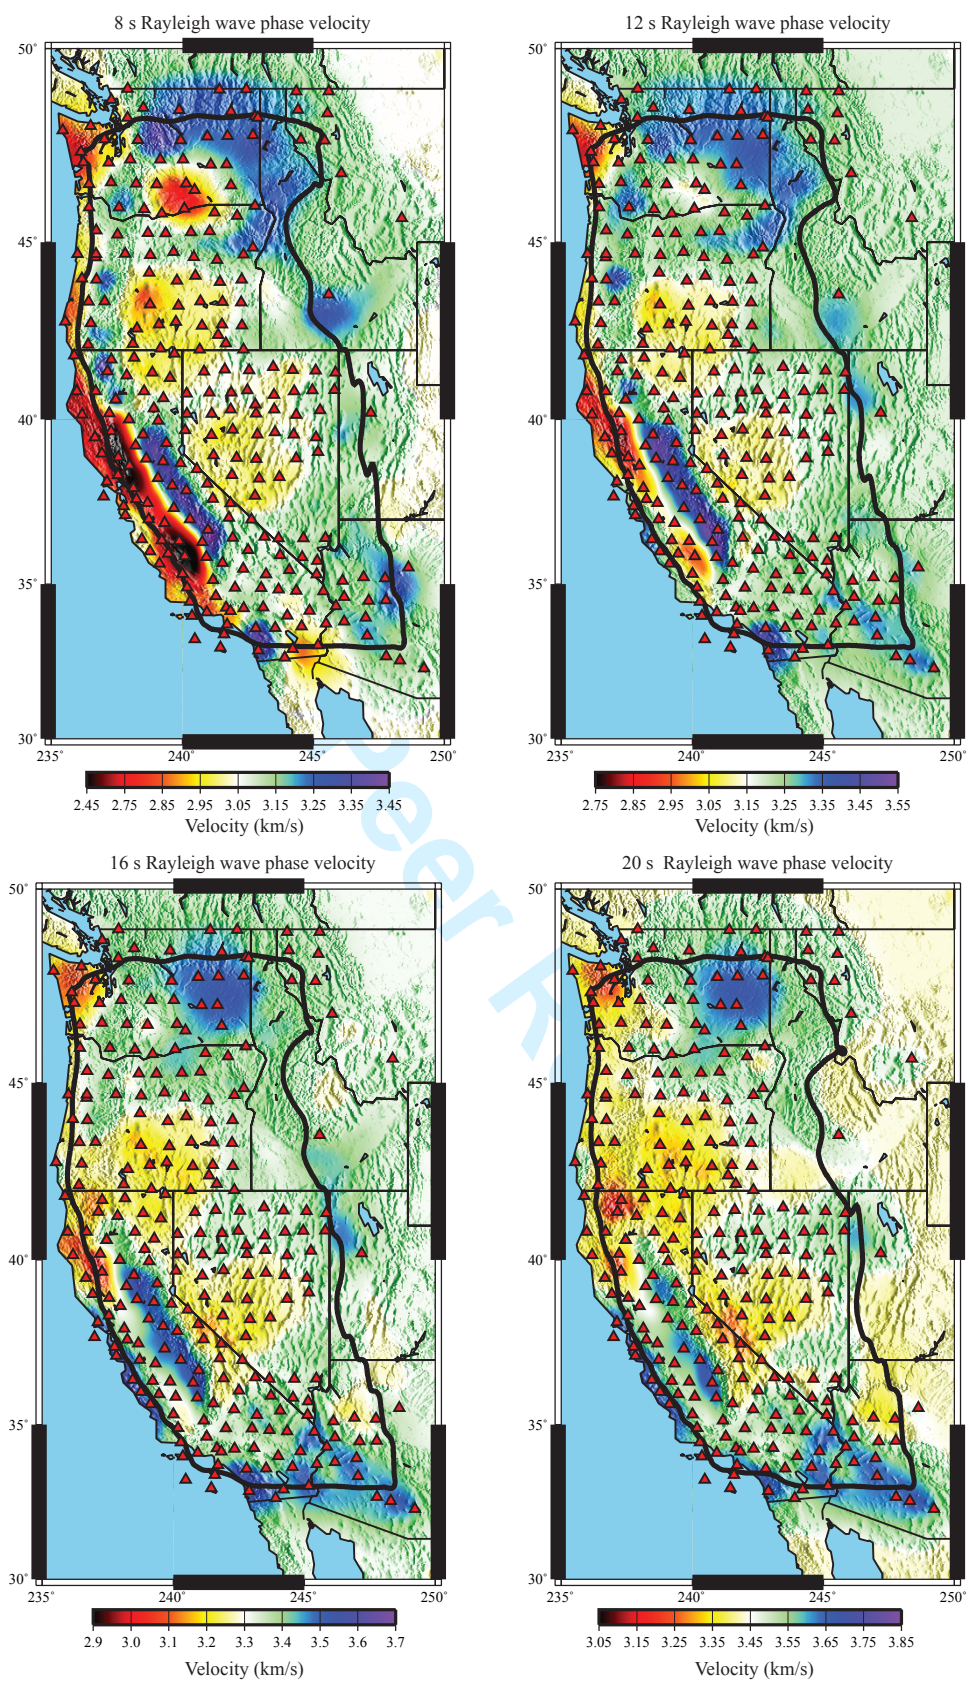 8 s Rayleigh wave phase velocity
12 s Rayleigh wave phase velocity
50° 50°
45° 45°
40° 40°
35° 35°
30° 30°
235° 240° 245° 250° 235° 240° 245° 250°
2.45 2.75 2.85 2.95 3.05 3.15 3.25 3.35 3.45
2.75 2.85 2.95 3.05 3.15 3.25 3.35 3.45 3.55
Velocity (km/s)
Velocity (km/s)
Peer R
16 s Rayleigh wave phase velocity
20 s Rayleigh wave phase velocity
50° 50°
45° 45°
40° 40°
35° 35°
30° 30°
235° 240° 245° 250° 235° 240° 245° 250°
2.9 3.0 3.1 3.2 3.3 3.4 3.5 3.6 3.7
3.05 3.15 3.25 3.35 3.45 3.55 3.65 3.75 3.85
Velocity (km/s)
Velocity (km/s)